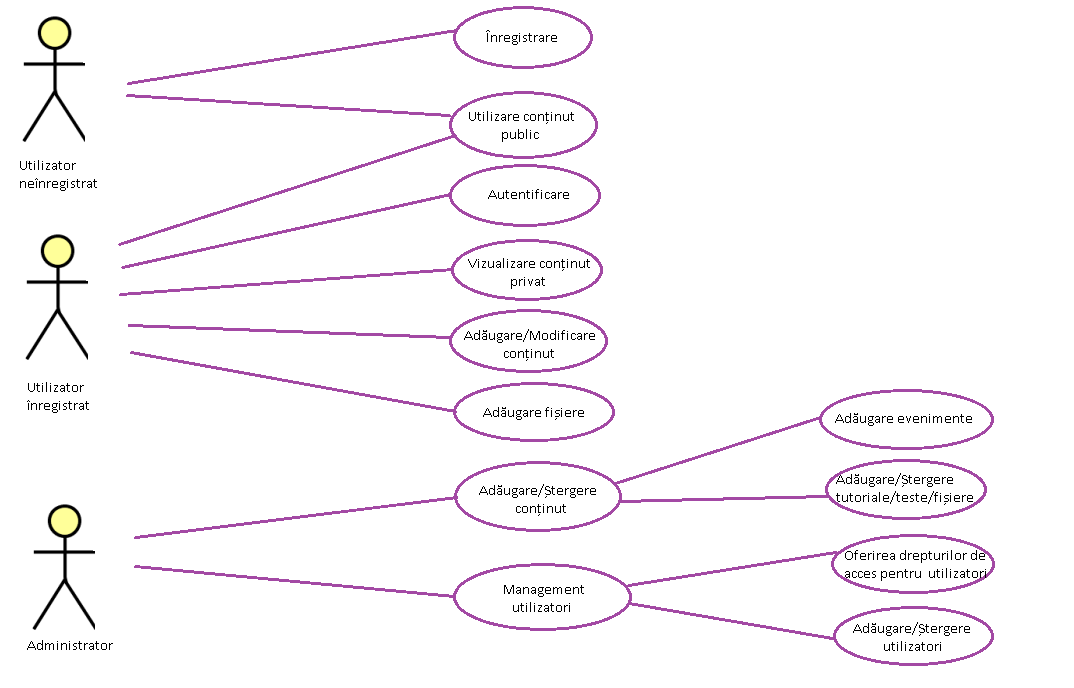 Înregistrare
Utilizare conținut
public
Utilizator
neînregistrat
Autentificare
Vizualizare conținut
privat
Adăugare/Modificare
conținut
Utilizator
înregistrat
Adăugare fișiere
Adăugare evenimente
Adăugare/Ștergere
conținut
Adăugare/Ștergere
tutoriale/teste/fișiere
Oferirea drepturilor de
acces pentru utilizatori
Management
utilizatori
Adăugare/Ștergere
utilizatori
Administrator